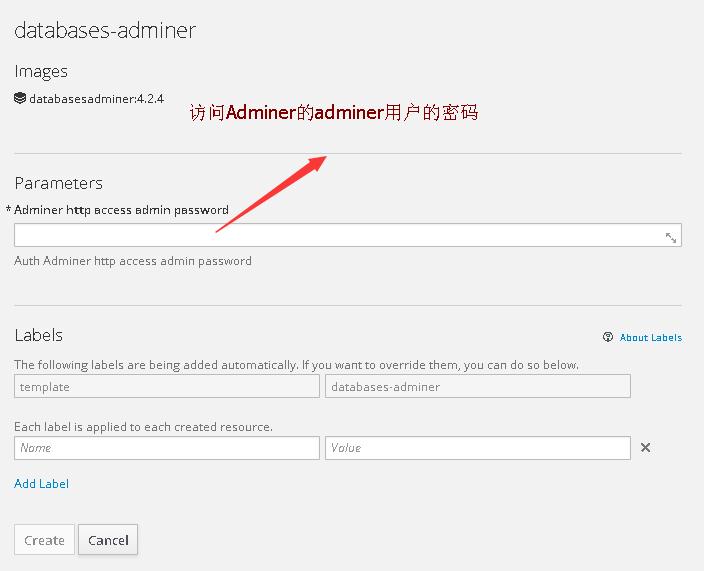 databases-adminer
Images
databasesadminer:4.2.4
访问Adminer的adminer用户的密码
Parameters
* Adminer http access admin password
Auth Adminer http access admin password
Labels
About Labels
The following labels are being added automatically. If you want to override them, you can do so below.
template databases-adminer
Each label is applied to each created resource.
Name Value
Add Label
Create Cancel